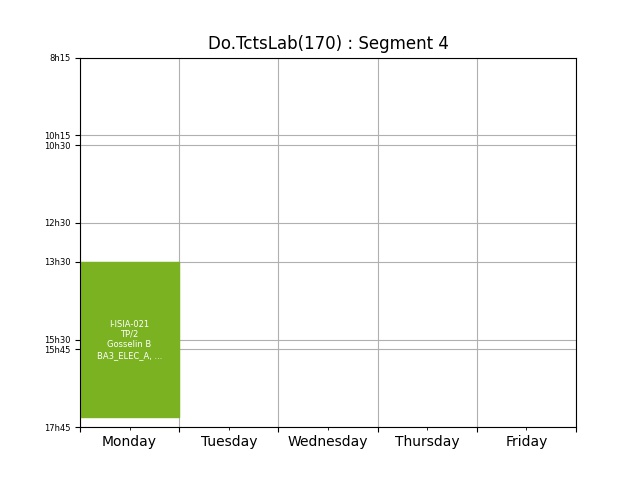 Do.TctsLab(170) : Segment 4
8h15
10h15
10h30
12h30
13h30
I-ISIA-021
TP/2
Gosselin B
BA3_ELEC_A, ...
15h30
15h45
17h45
Monday Tuesday Wednesday Thursday Friday